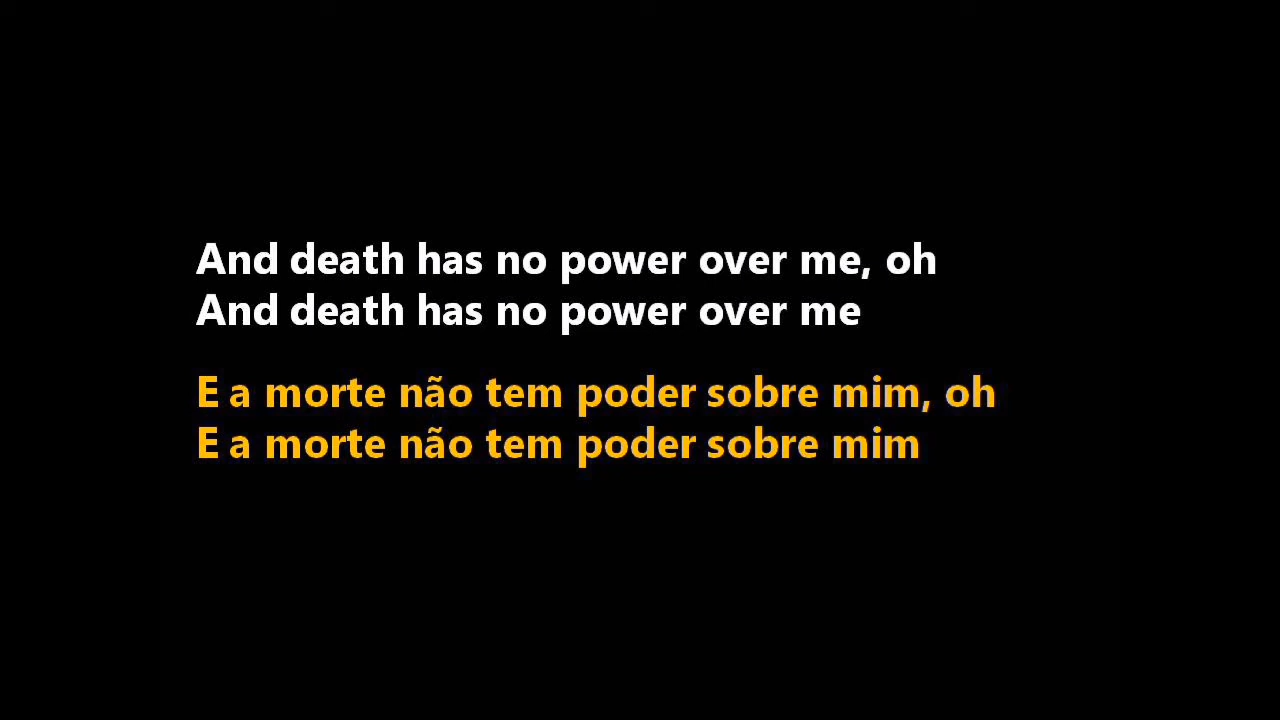 And death has no power over me, oh
And death has no power over me
E a morte não tem poder sobre mim, oh
E a morte não tem poder sobre mim